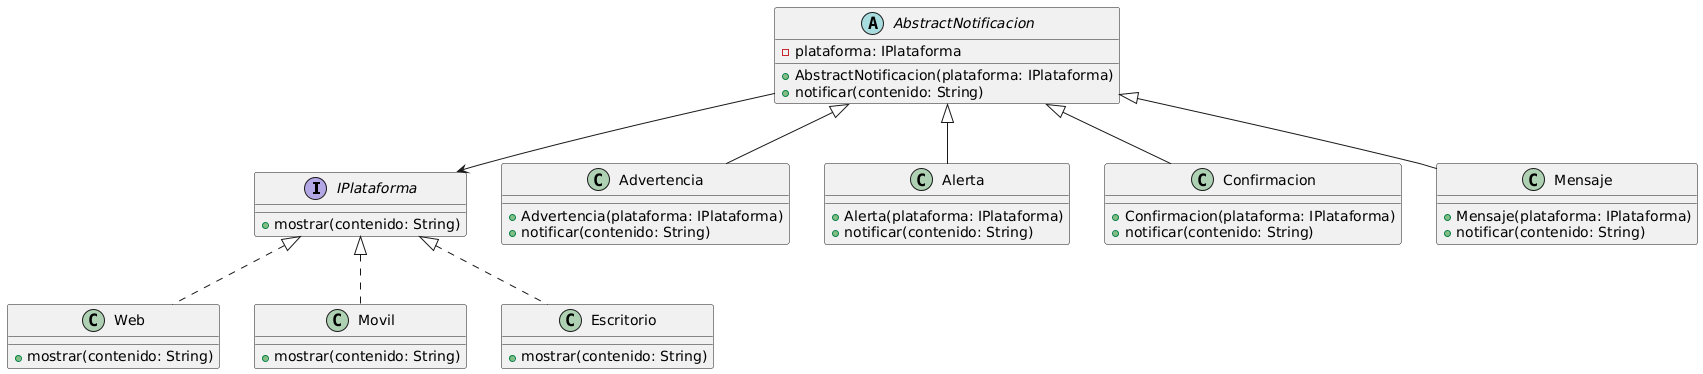 A AbstractNotificacion
plataforma: IPlataforma
AbstractNotificacion(plataforma: IPlataforma)
notificar(contenido: String)
I IPlataforma
mostrar(contenido: String)
C Advertencia
Advertencia(plataforma: IPlataforma)
notificar(contenido: String)
C Alerta
Alerta(plataforma: IPlataforma)
notificar(contenido: String)
C Confirmacion
Confirmacion(plataforma: IPlataforma)
notificar(contenido: String)
C Mensaje
Mensaje(plataforma: IPlataforma)
notificar(contenido: String)
C Web
mostrar(contenido: String)
C Movil
mostrar(contenido: String)
C Escritorio
mostrar(contenido: String)